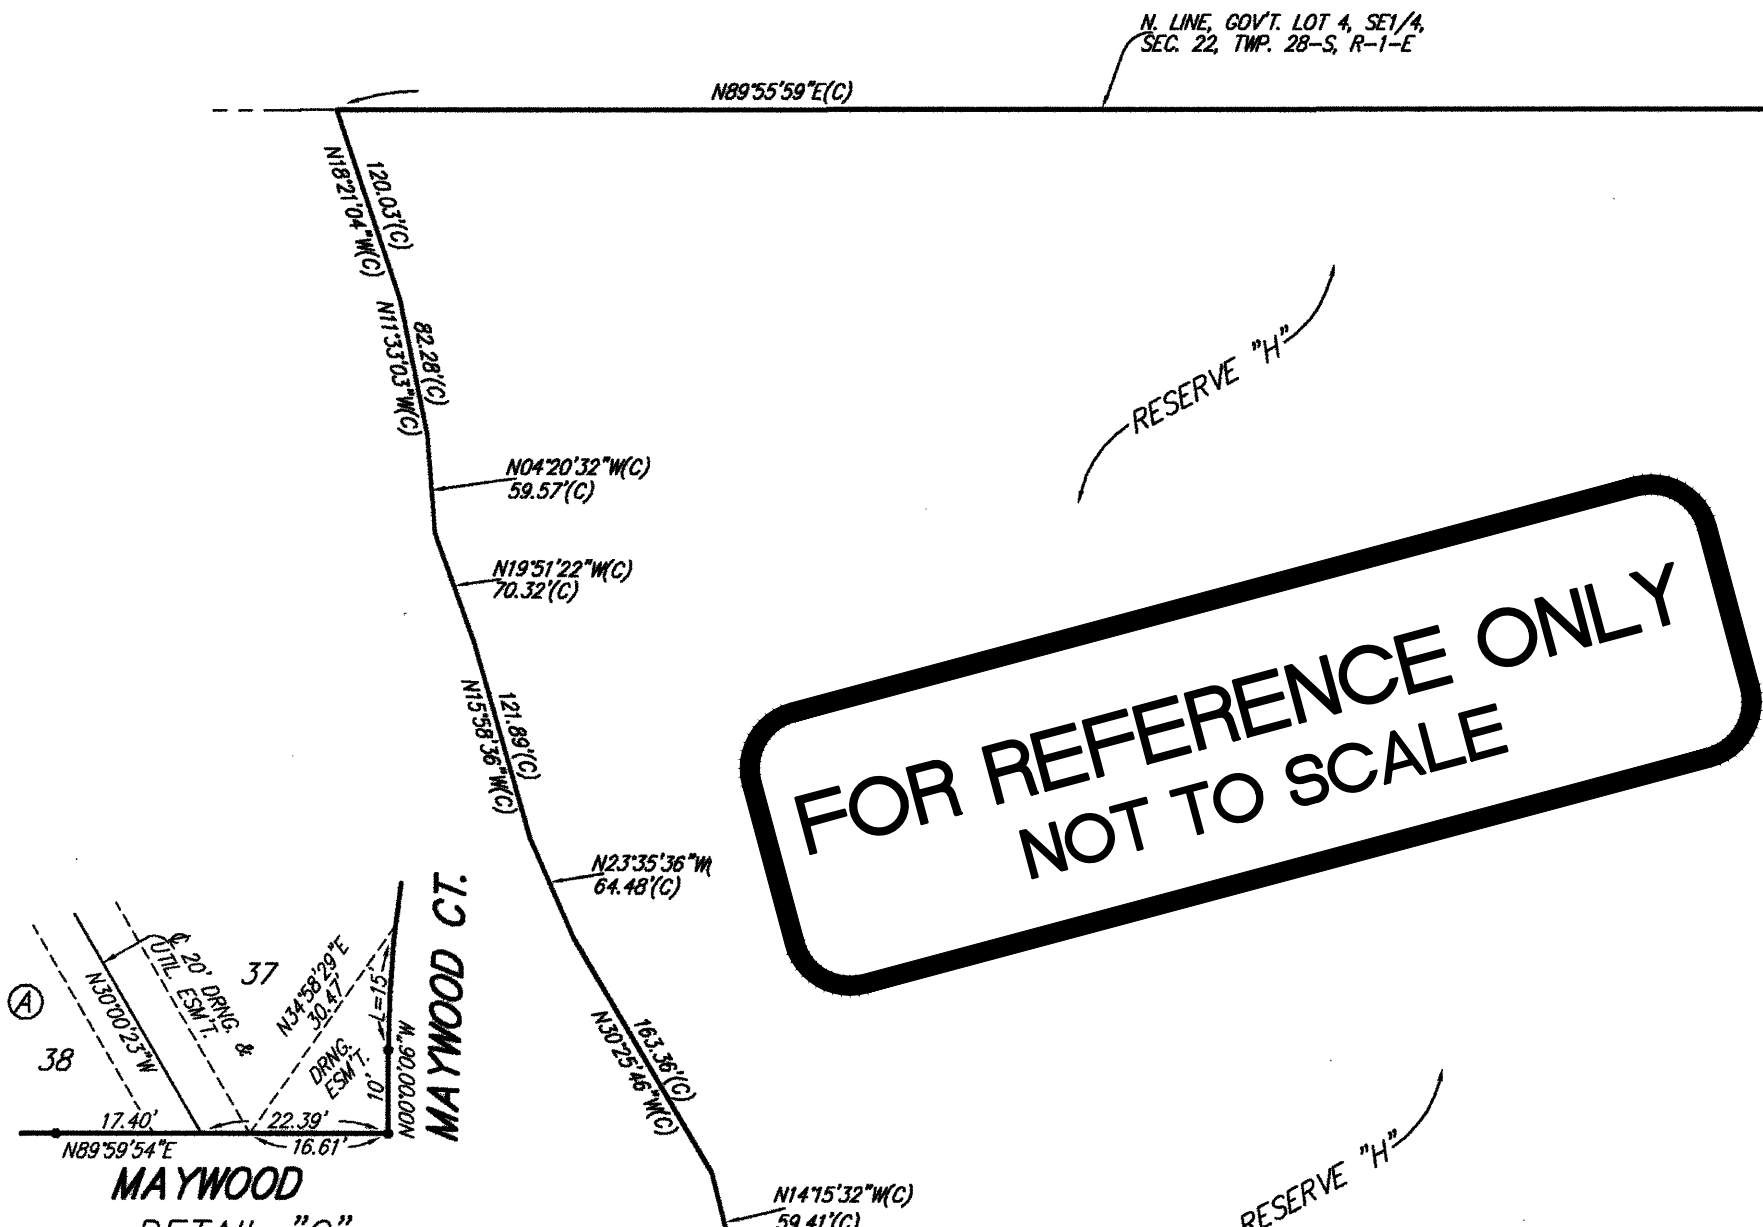 N. LINE, GOV'T. LOT 4, SE1/4,
SEC. 22, TWP. 28-S, R-1-E
N89°55'59"E(C)
120.03'(C)
N18°21'04"W(C)
82.28'(C)
N11°33'03"W(C)
RESERVE "H"
N04°20'32"W(C)
59.57'(C)
N19°51'22"W(C)
70.32'(C)
FOR REFERENCE ONLY
NOT TO SCALE
121.89'(C)
N15°58'36"W(C)
N23°35'36"W
64.48'(C)
163.36'(C)
N30°25'46"W(C)
N14°15'32"W(C)
59.41'(C)
RESERVE "H"
A
38
37
N30°00'23"W
℄ 20' DRNG. &
UTIL. ESM'T.
N34°58'29"E
30.47'
DRNG.
ESM'T.
L=15'
10'
N00°00'06"W
MAYWOOD CT.
17.40'
22.39'
16.61'
N89°59'54"E
MAYWOOD
DETAIL "C"